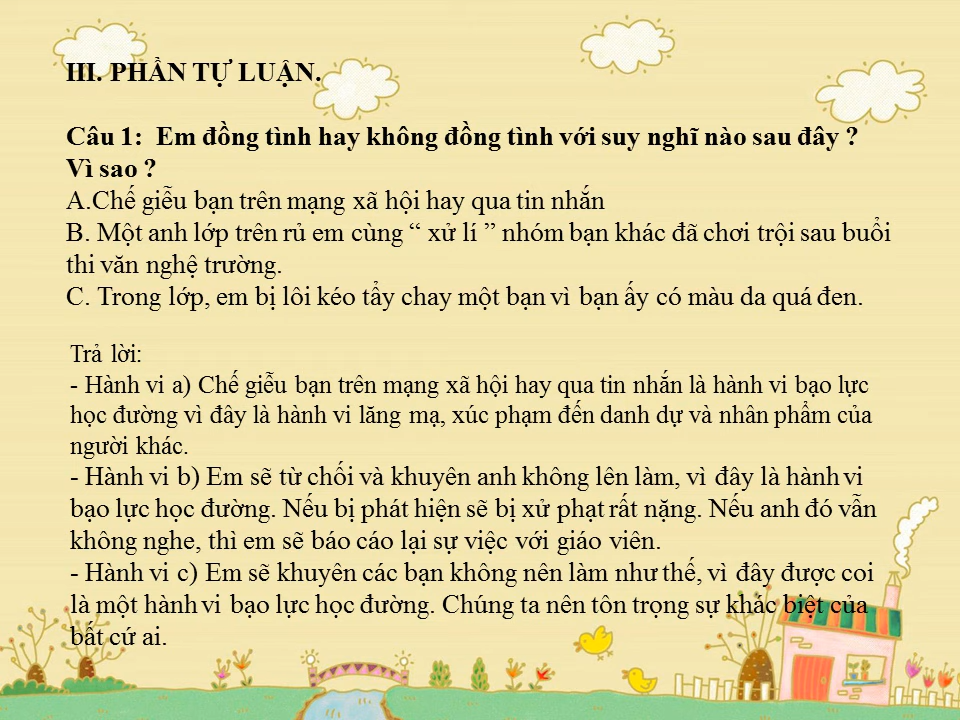 III. PHẦN TỰ LUẬN.
Câu 1: Em đồng tình hay không đồng tình với suy nghĩ nào sau đây ?
Vì sao ?
A.Chế giễu bạn trên mạng xã hội hay qua tin nhắn
B. Một anh lớp trên rủ em cùng “ xử lí ” nhóm bạn khác đã chơi trội sau buổi
thi văn nghệ trường.
C. Trong lớp, em bị lôi kéo tẩy chay một bạn vì bạn ấy có màu da quá đen.
Trả lời:
- Hành vi a) Chế giễu bạn trên mạng xã hội hay qua tin nhắn là hành vi bạo lực
học đường vì đây là hành vi lăng mạ, xúc phạm đến danh dự và nhân phẩm của
người khác.
- Hành vi b) Em sẽ từ chối và khuyên anh không lên làm, vì đây là hành vi
bạo lực học đường. Nếu bị phát hiện sẽ bị xử phạt rất nặng. Nếu anh đó vẫn
không nghe, thì em sẽ báo cáo lại sự việc với giáo viên.
- Hành vi c) Em sẽ khuyên các bạn không nên làm như thế, vì đây được coi
là một hành vi bạo lực học đường. Chúng ta nên tôn trọng sự khác biệt của
bất cứ ai.